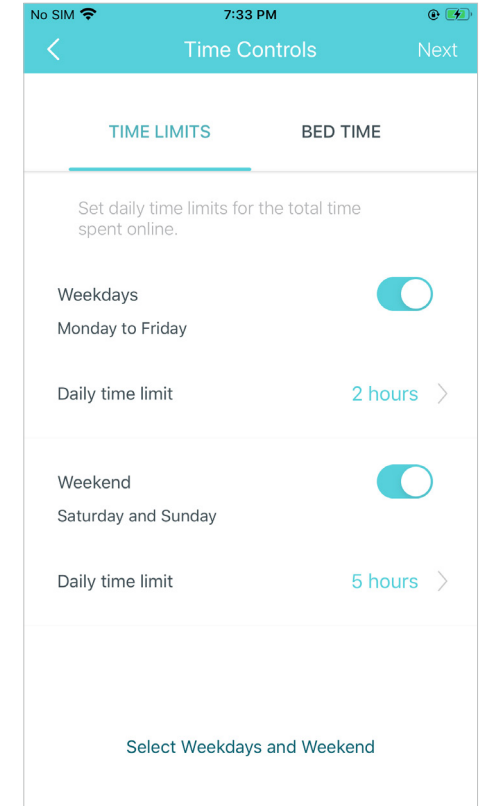 No SIM 7:33 PM
Time Controls Next
TIME LIMITS BED TIME
Set daily time limits for the total time
spent online.
Weekdays
Monday to Friday
Daily time limit 2 hours
Weekend
Saturday and Sunday
Daily time limit 5 hours
Select Weekdays and Weekend